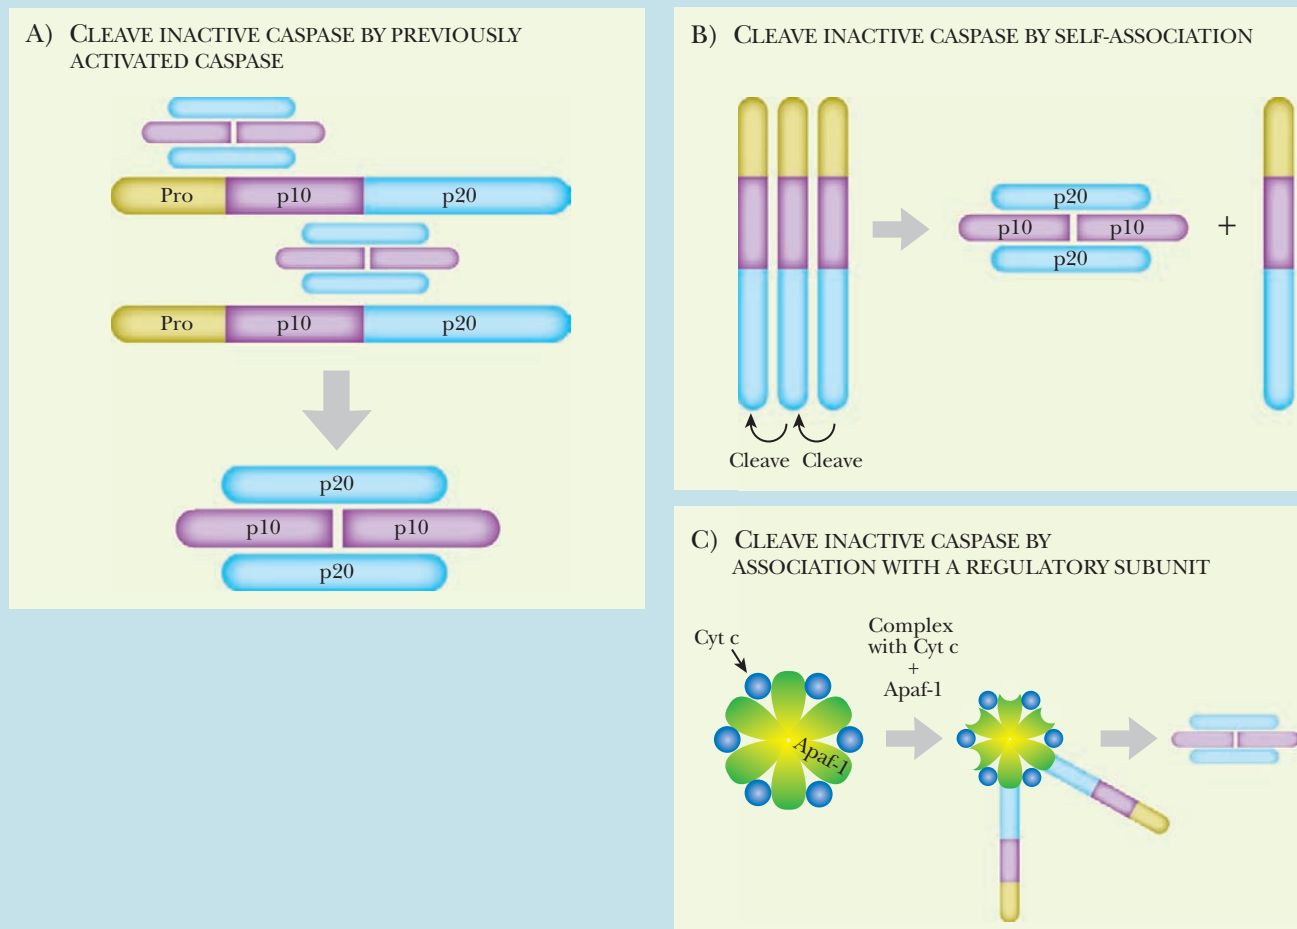 A) CLEAVE INACTIVE CASPASE BY PREVIOUSLY
ACTIVATED CASPASE
Pro p10 p20
Pro p10 p20
p20
p10 p10
p20
B) CLEAVE INACTIVE CASPASE BY SELF-ASSOCIATION
p20
p10 p10
p20
+
Cleave Cleave
C) CLEAVE INACTIVE CASPASE BY
ASSOCIATION WITH A REGULATORY SUBUNIT
Cyt c
Complex
with Cyt c
+
Apaf-1
Apaf-1